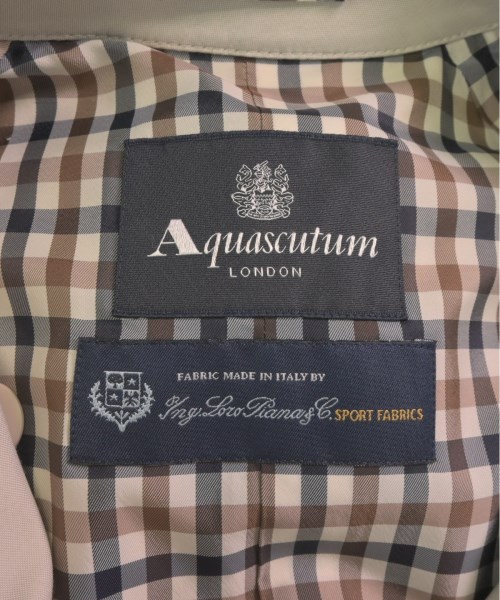 Aquascutum
LONDON
FABRIC MADE IN ITALY BY
Ing. Loro Piana & C. SPORT FABRICS